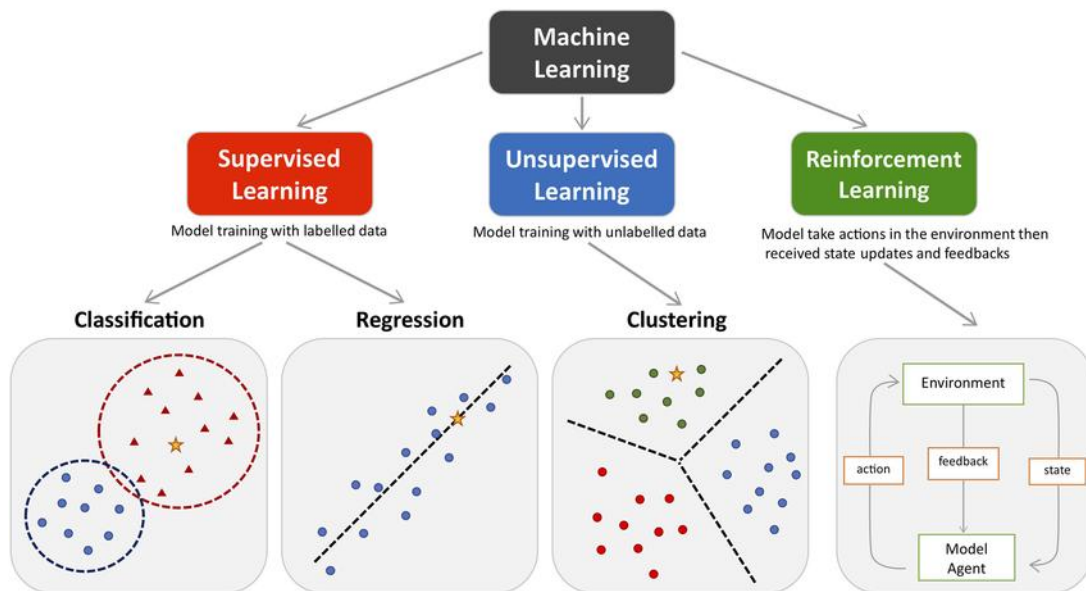 Machine
Learning
Supervised
Learning
Unsupervised
Learning
Reinforcement
Learning
Model training with labelled data
Model training with unlabelled data
Model take actions in the environment then
received state updates and feedbacks
Classification
Regression
Clustering
Environment
action
feedback
state
Model
Agent